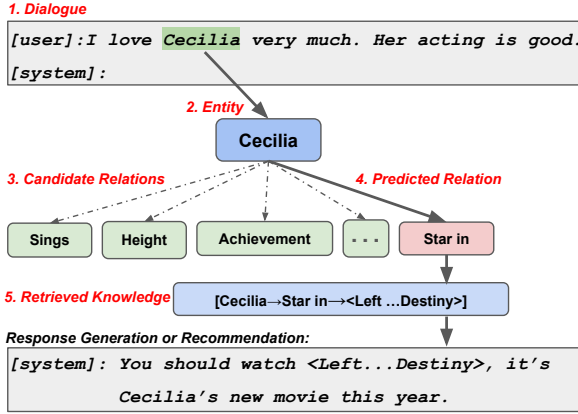 1. Dialogue
[user]:I love Cecilia very much. Her acting is good.
[system]:
2. Entity
Cecilia
3. Candidate Relations
4. Predicted Relation
Sings
Height
Achievement
...
Star in
5. Retrieved Knowledge
[Cecilia→Star in→<Left ...Destiny>]
Response Generation or Recommendation:
[system]: You should watch <Left...Destiny>, it's
Cecilia's new movie this year.